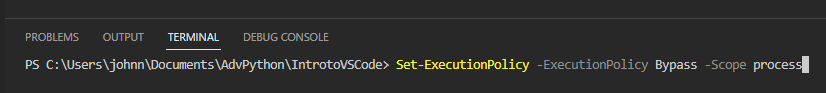 PROBLEMS OUTPUT TERMINAL DEBUG CONSOLE
PS C:\Users\johnn\Documents\AdvPython\IntrotoVSCode> Set-ExecutionPolicy -ExecutionPolicy Bypass -Scope process